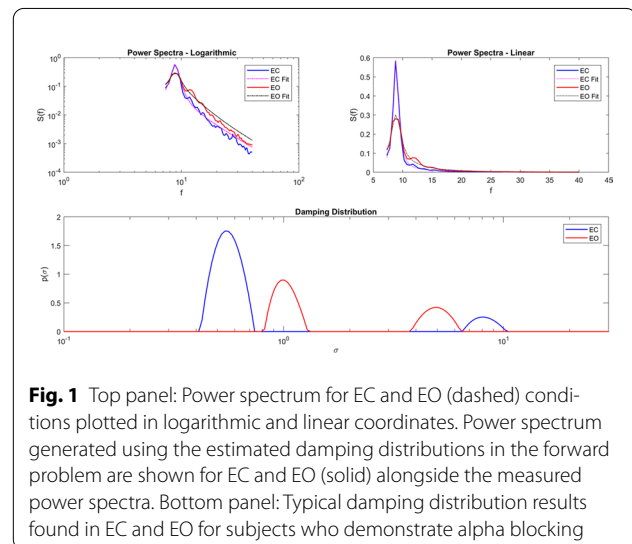 Power Spectra - Logarithmic
Power Spectra - Linear
10^0
10^-1
10^-2
10^-3
10^-4
S(f)
10^0
10^1
10^2
f
EC
EC Fit
EO
EO Fit
0.6
0.5
0.4
0.3
0.2
0.1
0
S(f)
5 10 15 20 25 30 35 40 45
f
EC
EC Fit
EO
EO Fit
Damping Distribution
2
1.5
1
0.5
0
p(σ)
10^-1
10^0
10^1
σ
EC
EO
Fig. 1 Top panel: Power spectrum for EC and EO (dashed) condi-
tions plotted in logarithmic and linear coordinates. Power spectrum
generated using the estimated damping distributions in the forward
problem are shown for EC and EO (solid) alongside the measured
power spectra. Bottom panel: Typical damping distribution results
found in EC and EO for subjects who demonstrate alpha blocking